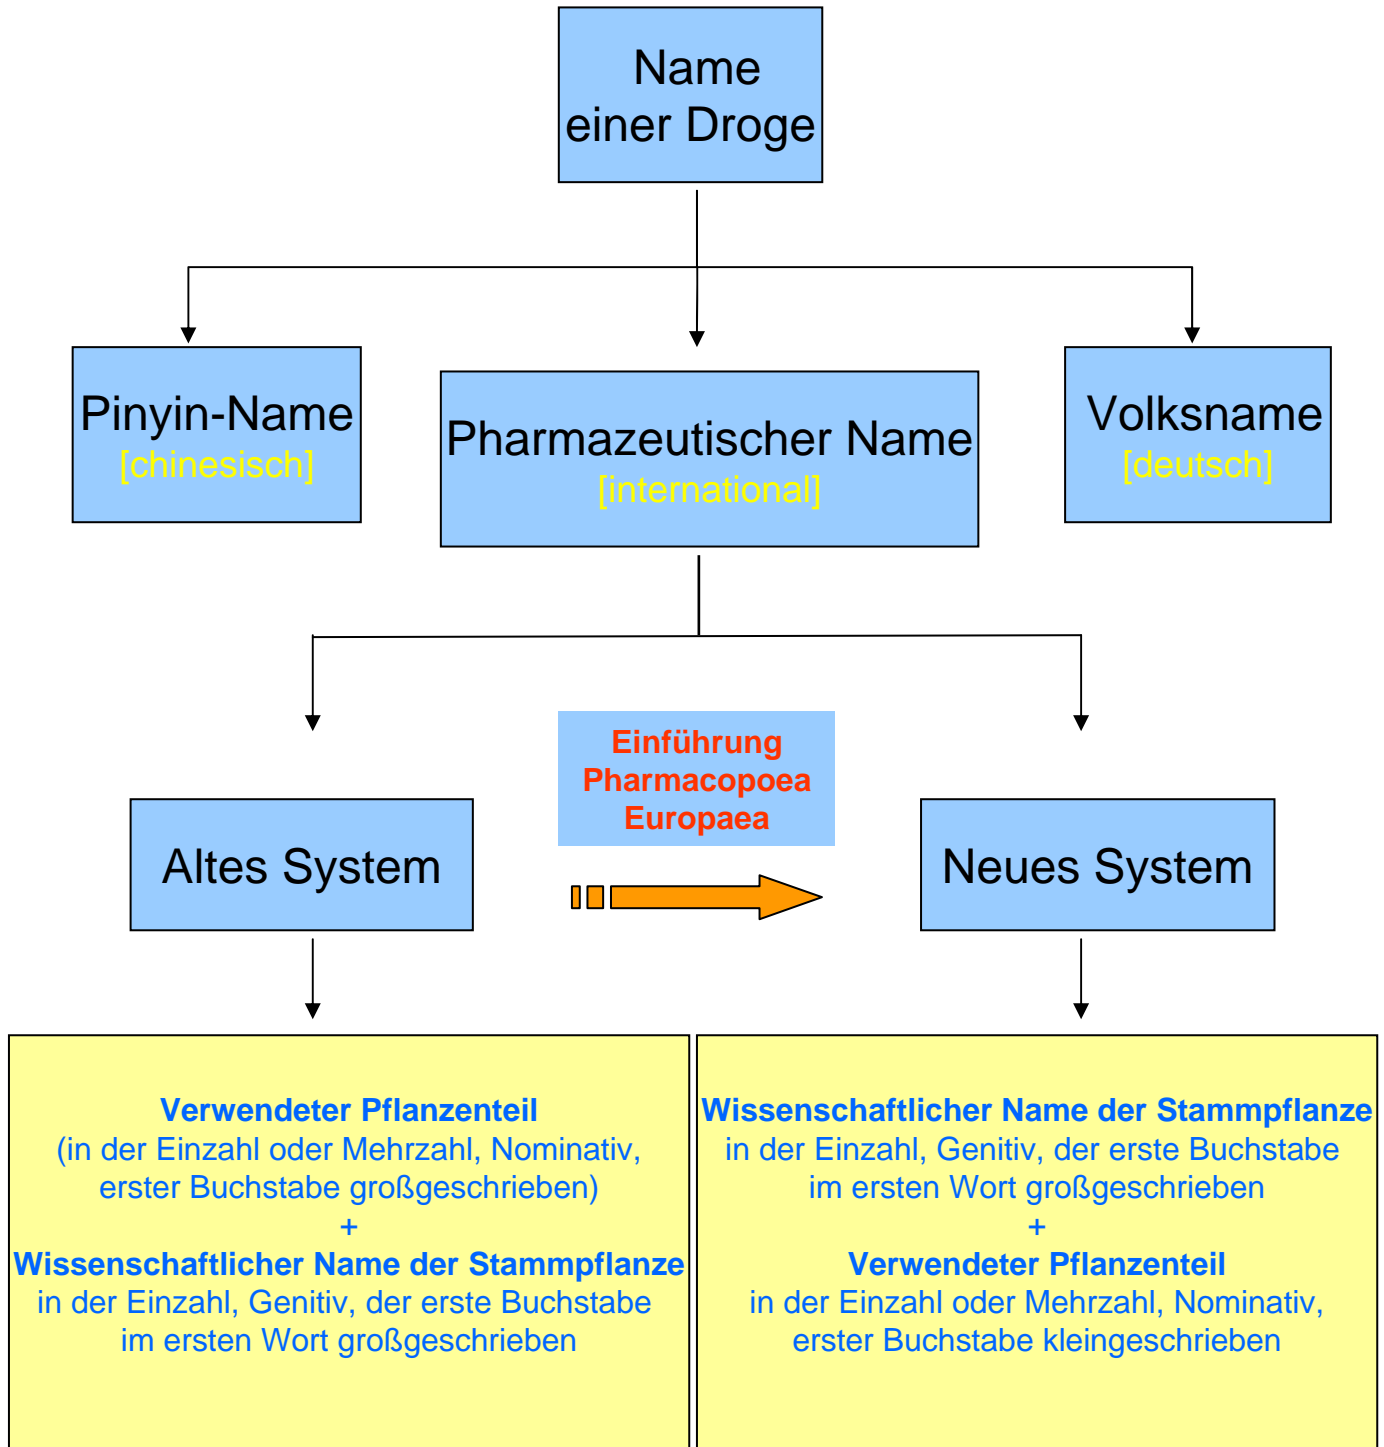 Name
einer Droge
Pinyin-Name
[chinesisch]
Pharmazeutischer Name
[international]
Volksname
[deutsch]
Einführung
Pharmacopoea
Europaea
Altes System
Neues System
Verwendeter Pflanzenteil
(in der Einzahl oder Mehrzahl, Nominativ,
erster Buchstabe großgeschrieben)
+
Wissenschaftlicher Name der Stammpflanze
in der Einzahl, Genitiv, der erste Buchstabe
im ersten Wort großgeschrieben
Wissenschaftlicher Name der Stammpflanze
in der Einzahl, Genitiv, der erste Buchstabe
im ersten Wort großgeschrieben
+
Verwendeter Pflanzenteil
in der Einzahl oder Mehrzahl, Nominativ,
erster Buchstabe kleingeschrieben